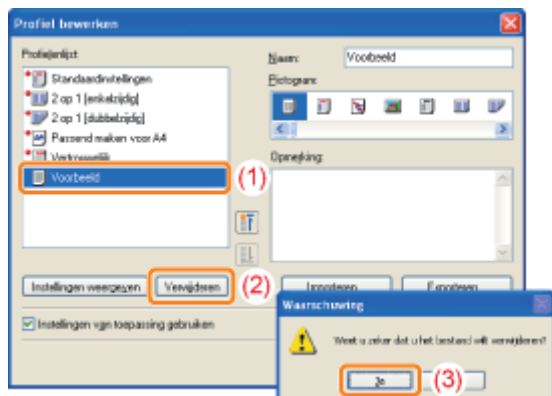 Profiel bewerken
Profielenlijst:
Standaardinstellingen
2 op 1 [enkelzijdig]
2 op 1 [dubbelzijdig]
Passend maken voor A4
Vertrouwelijk
Voorbeeld
(1)
Instellingen weergeven
Verwijderen
(2)
Instellingen van toepassing gebruiken
Naam:
Voorbeeld
Pictogram:
Opmerking:
Importeren
Exporteren
Waarschuwing
Weet u zeker dat u het bestand wilt verwijderen?
Ja
(3)